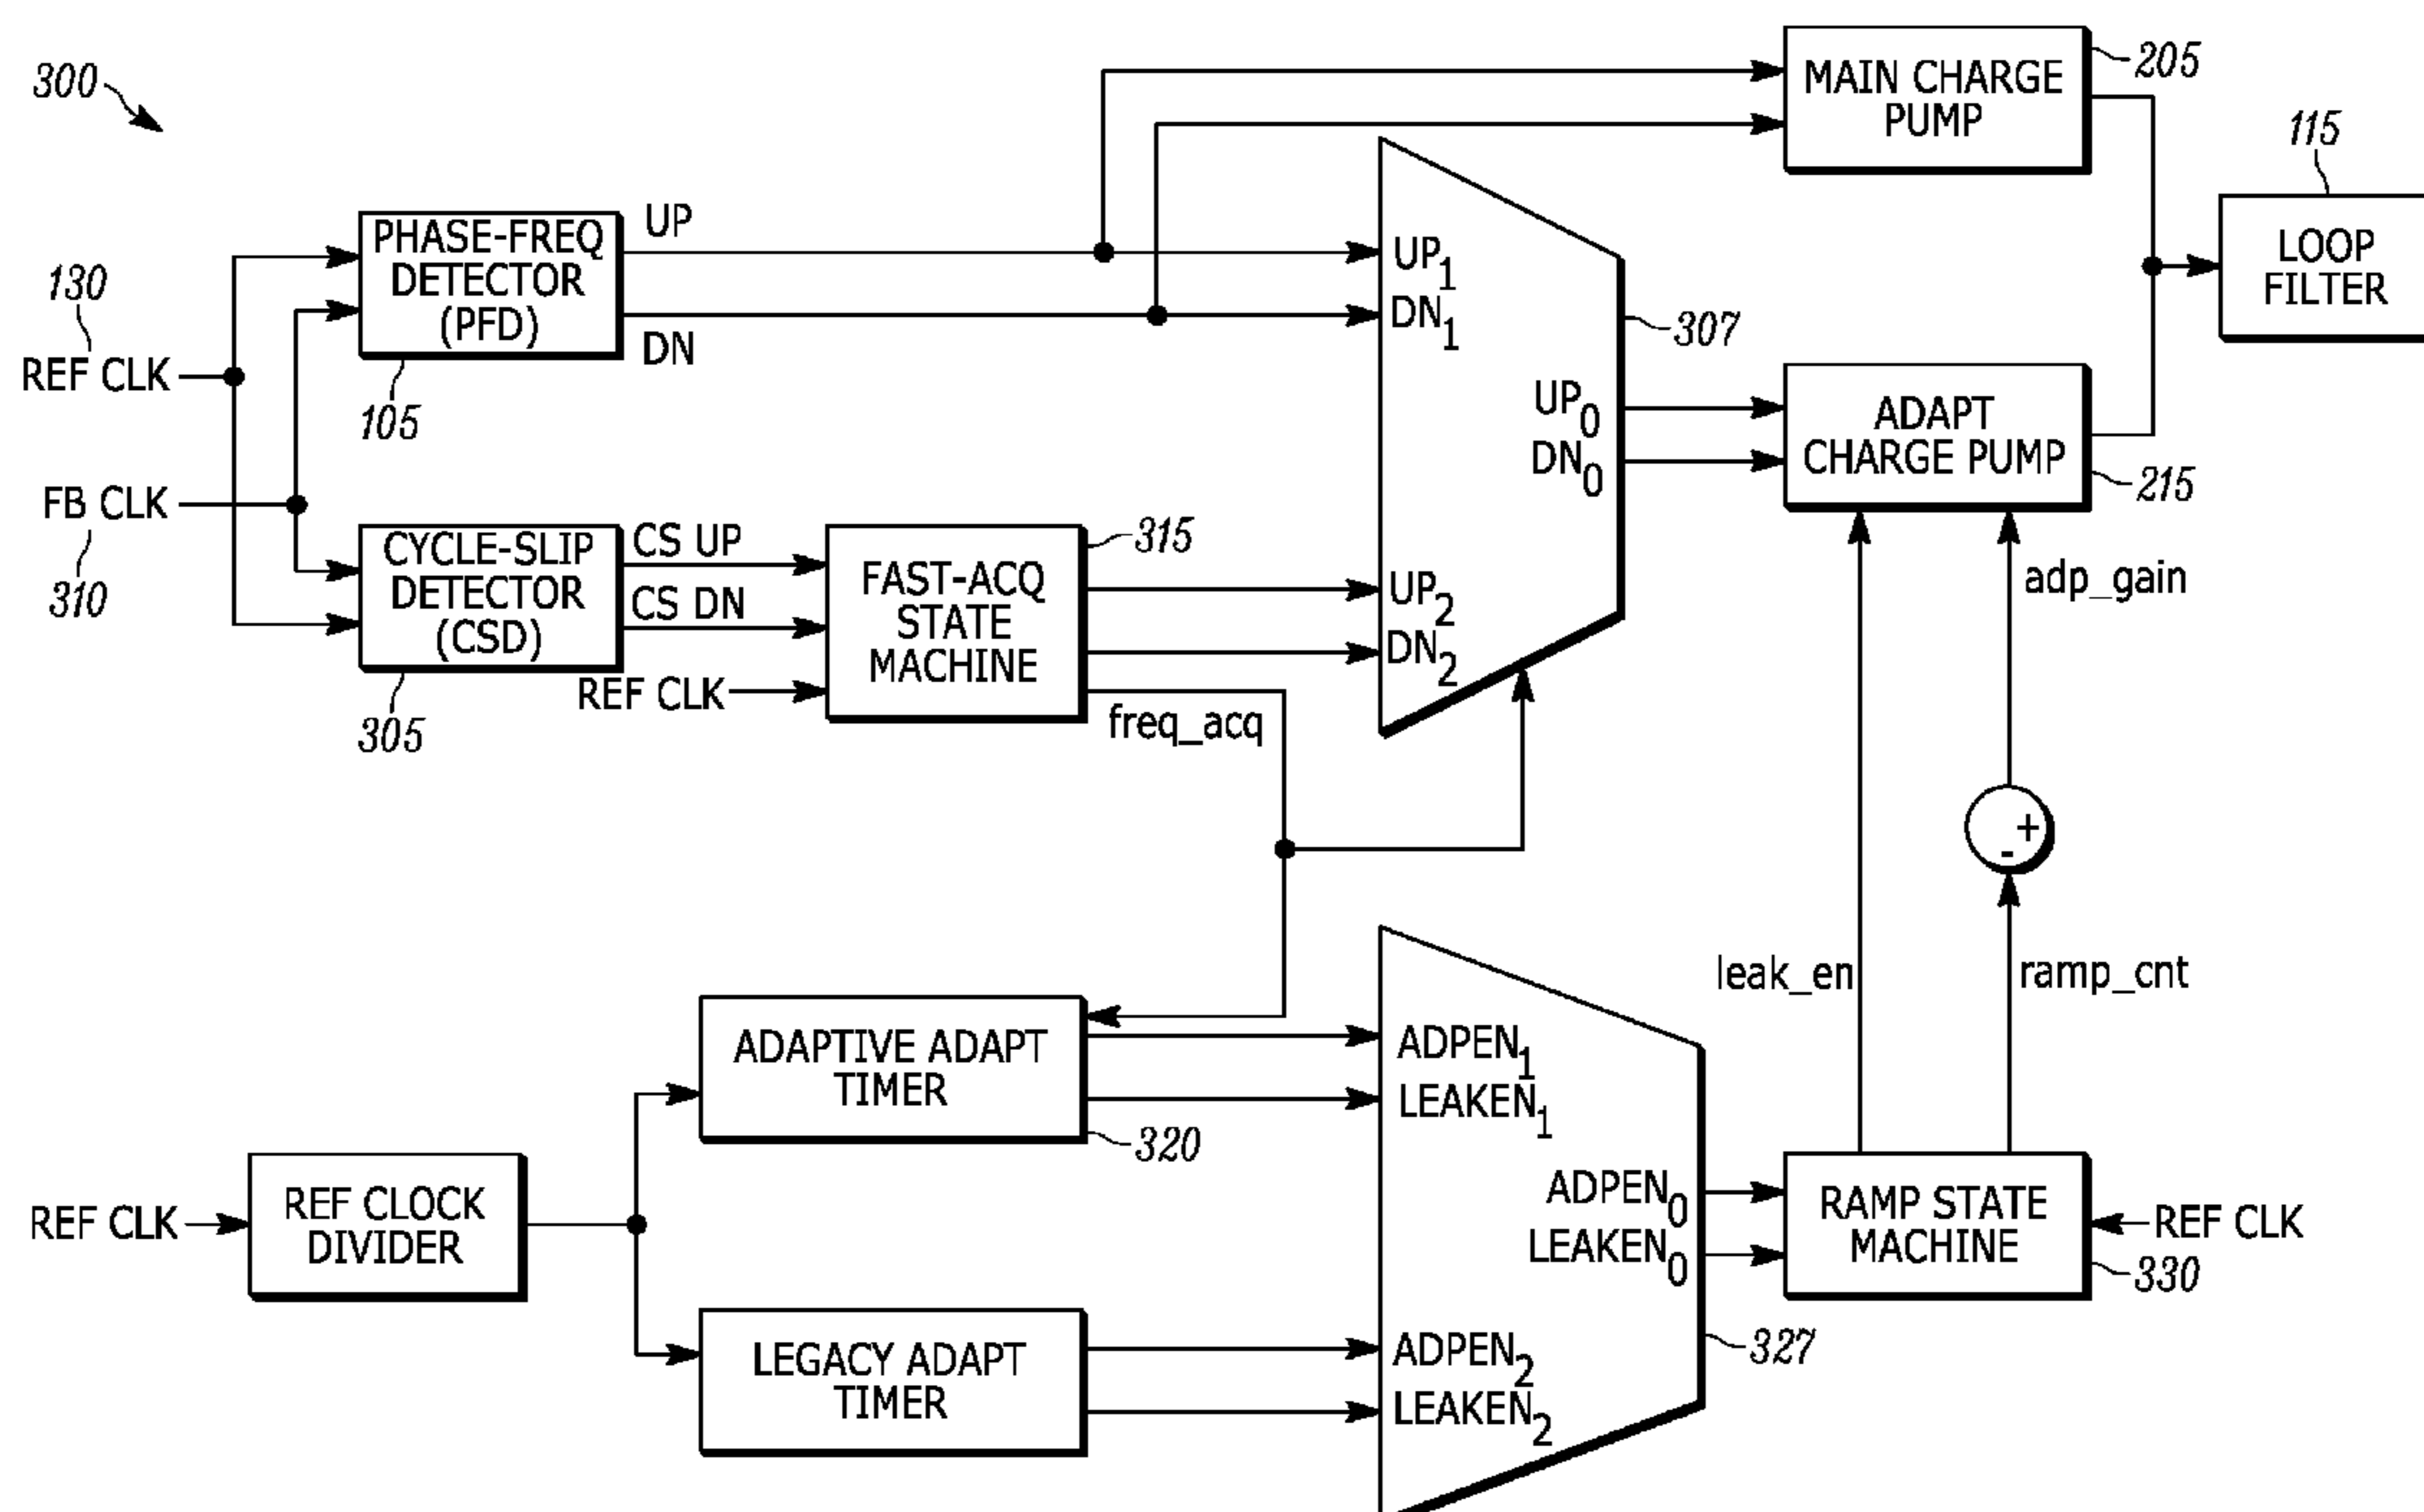 300
MAIN CHARGE
PUMP
205
115
LOOP
FILTER
PHASE-FREQ
DETECTOR
(PFD)
105
UP
DN
130
REF CLK
FB CLK
310
UP1
DN1
307
UP0
DN0
ADAPT
CHARGE PUMP
215
CYCLE-SLIP
DETECTOR
(CSD)
305
CS UP
CS DN
REF CLK
FAST-ACQ
STATE
MACHINE
315
UP2
DN2
freq_acq
adp_gain
+
-
leak_en
ramp_cnt
ADAPTIVE ADAPT
TIMER
320
ADPEN1
LEAKEN1
REF CLK
REF CLOCK
DIVIDER
ADPEN0
LEAKEN0
RAMP STATE
MACHINE
REF CLK
330
LEGACY ADAPT
TIMER
ADPEN2
LEAKEN2
327